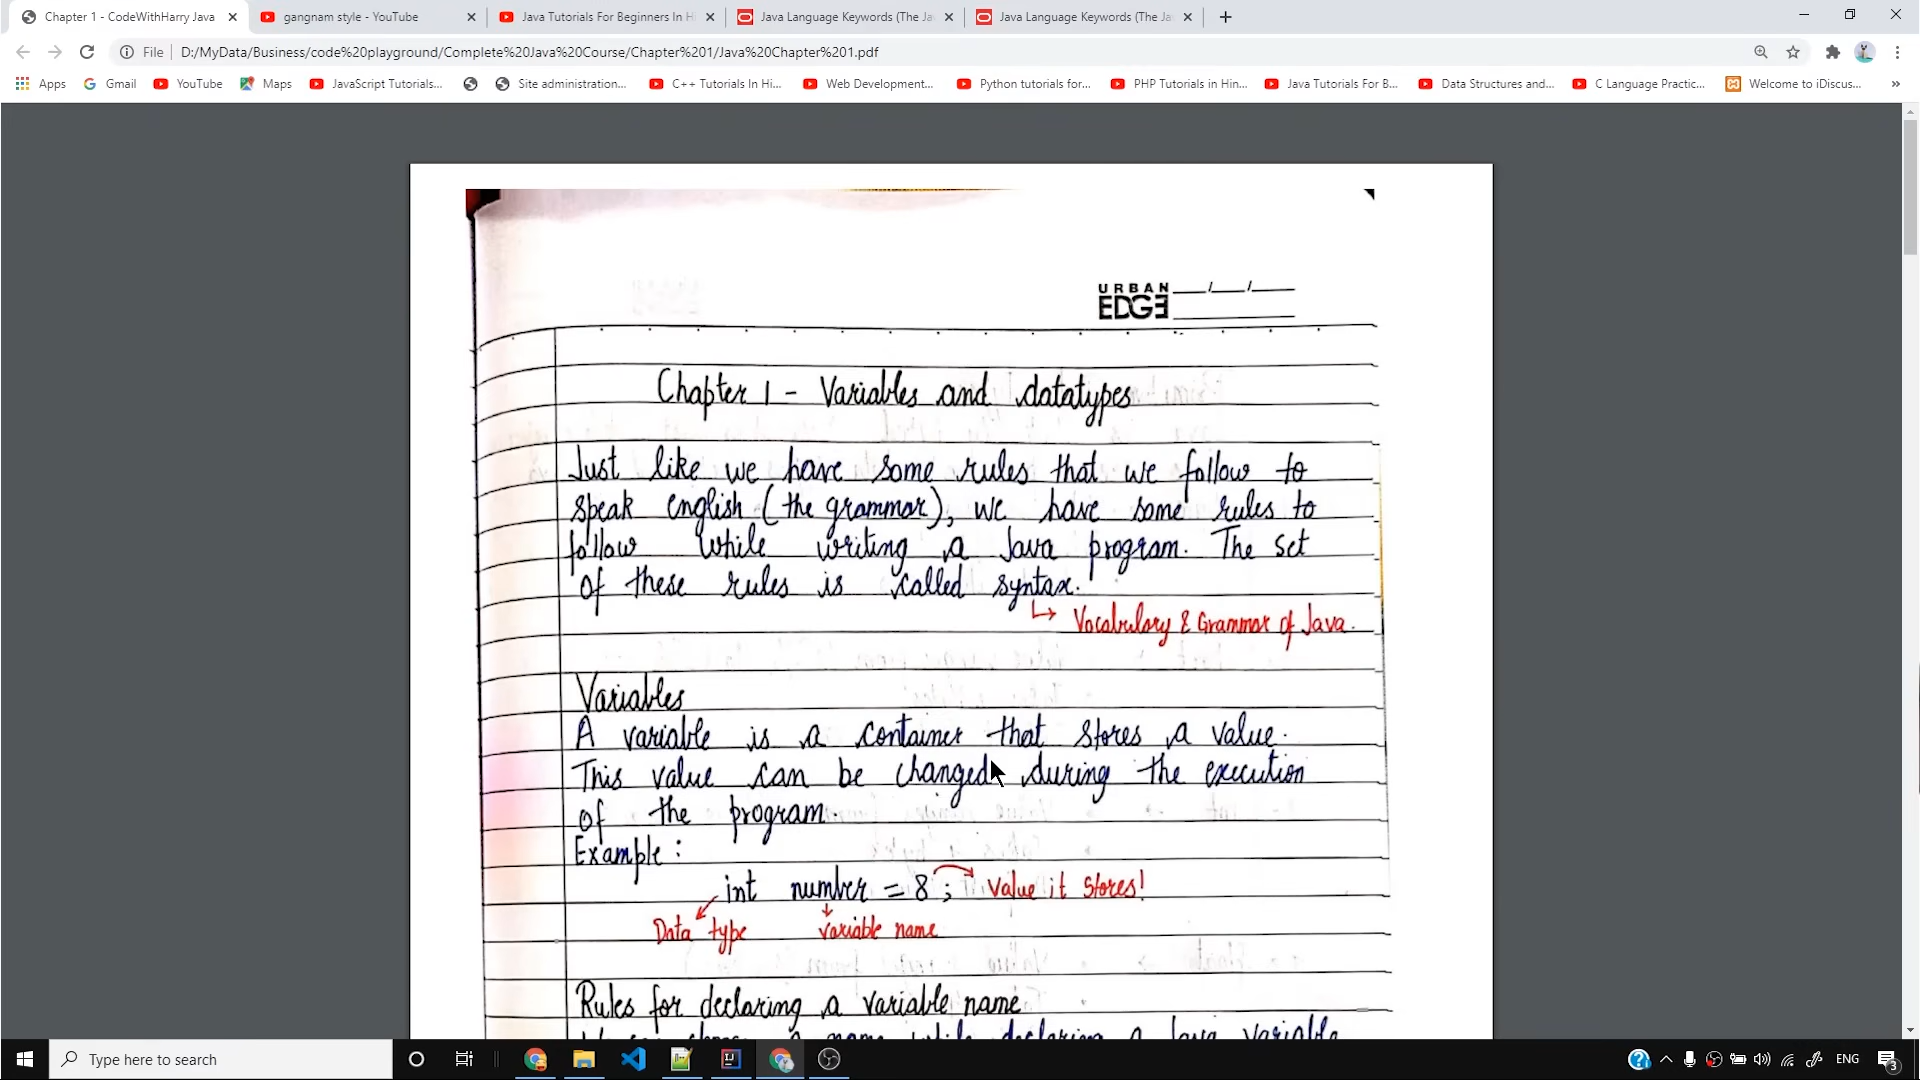 Chapter 1 - CodeWithHarry Java
gangnam style - YouTube
Java Tutorials For Beginners In H
Java Language Keywords (The Ja
Java Language Keywords (The Ja
File
D:/MyData/Business/code%20playground/Complete%20Java%20Course/Chapter%201/Java%20Chapter%201.pdf
Apps
Gmail
YouTube
Maps
JavaScript Tutorials...
Site administration...
C++ Tutorials In Hi...
Web Development...
Python tutorials for...
PHP Tutorials in Hin...
Java Tutorials For B...
Data Structures and...
C Language Practic...
Welcome to iDiscus...
URBAN
EDGE
Chapter 1 - Variables and datatypes
Just like we have some rules that we follow to
speak english (the grammar), we have some rules to
follow while writing a Java program. The set
of these rules is called syntax.
↳ Vocabulary & Grammar of Java.
Variables
A variable is a container that stores a value.
This value can be changed during the execution
of the program.
Example:
int number = 8; Value it stores!
Data type variable name
Rules for declaring a variable name
a name while declaring a Java variable
Type here to search
ENG
3